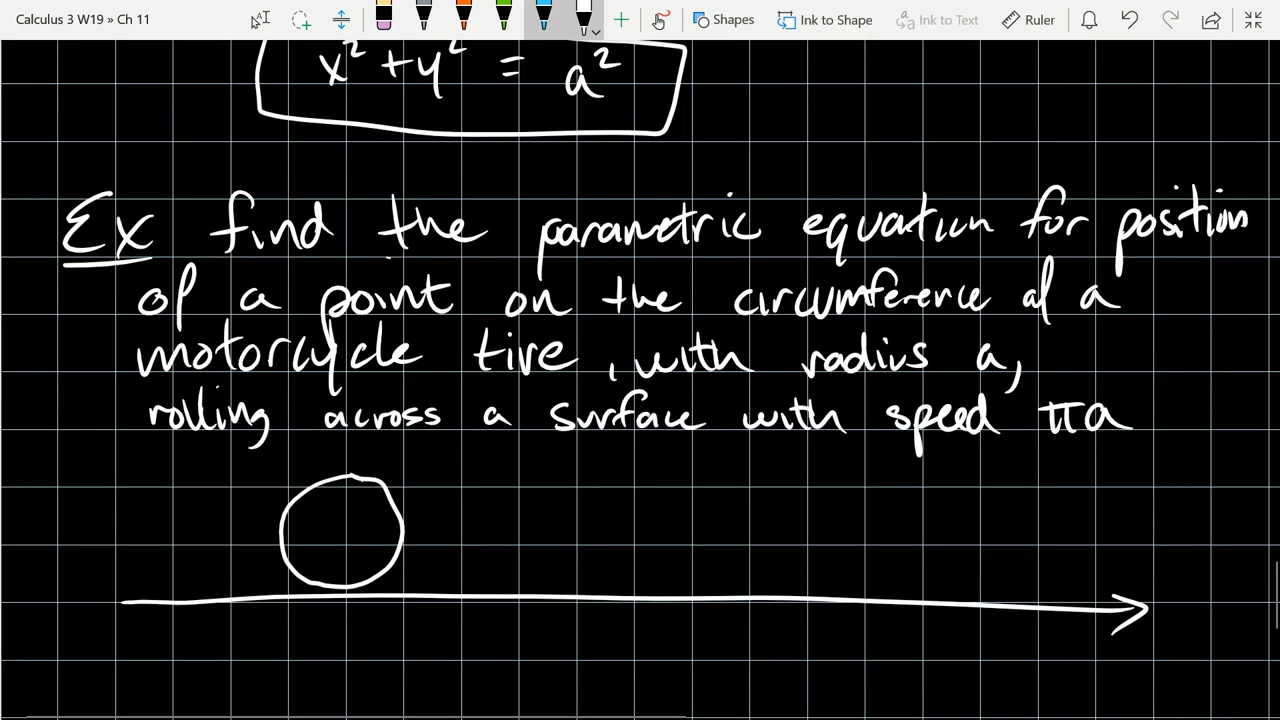 Calculus 3 W19 » Ch 11
Shapes
Ink to Shape
Ink to Text
Ruler
x² + y² = a²
Ex find the parametric equation for position
of a point on the circumference of a
motorcycle tire, with radius a,
rolling across a surface with speed πa